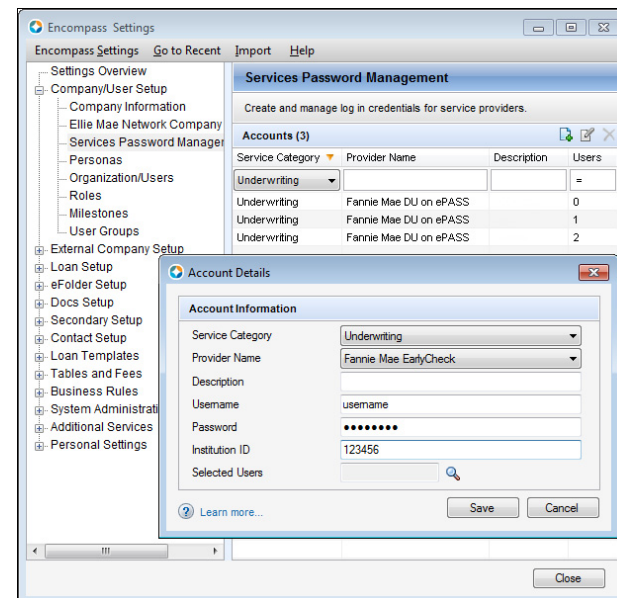 Encompass Settings
Encompass Settings Go to Recent Import Help
Settings Overview
Company/User Setup
Company Information
Ellie Mae Network Company
Services Password Manager
Personas
Organization/Users
Roles
Milestones
User Groups
External Company Setup
Loan Setup
eFolder Setup
Docs Setup
Secondary Setup
Contact Setup
Loan Templates
Tables and Fees
Business Rules
System Administrati
Additional Services
Personal Settings
Services Password Management
Create and manage log in credentials for service providers.
Accounts (3)
Service Category Provider Name Description Users
Underwriting =
Underwriting Fannie Mae DU on ePASS 0
Underwriting Fannie Mae DU on ePASS 1
Underwriting Fannie Mae DU on ePASS 2
Account Details
Account Information
Service Category Underwriting
Provider Name Fannie Mae EarlyCheck
Description
Username username
Password ••••••••
Institution ID 123456
Selected Users
? Learn more... Save Cancel
Close